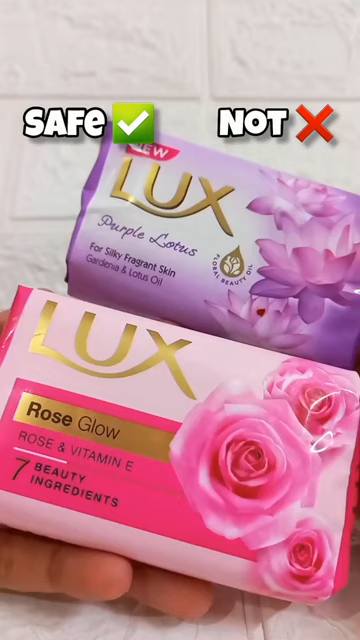 SAFE ✅ NOT ❌
NEW
LUX
Purple Lotus
For Silky Fragrant Skin
Gardenia & Lotus Oil
FLORAL BEAUTY OIL
LUX
Rose Glow
ROSE & VITAMIN E
7 BEAUTY
INGREDIENTS